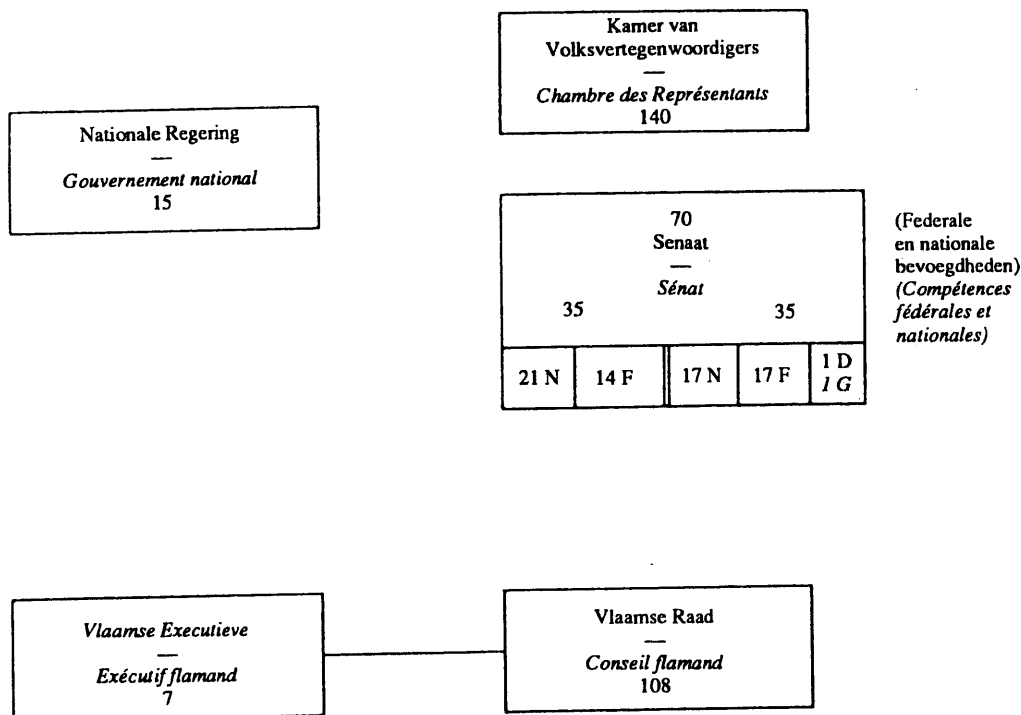 Kamer van
Volksvertegenwoordigers
—
Chambre des Représentants
140
Nationale Regering
—
Gouvernement national
15
70
Senaat
—
Sénat
35 35
21 N 14 F 17 N 17 F 1 D
1 G
(Federale
en nationale
bevoegdheden)
(Compétences
fédérales et
nationales)
Vlaamse Executieve
—
Exécutif flamand
7
Vlaamse Raad
—
Conseil flamand
108